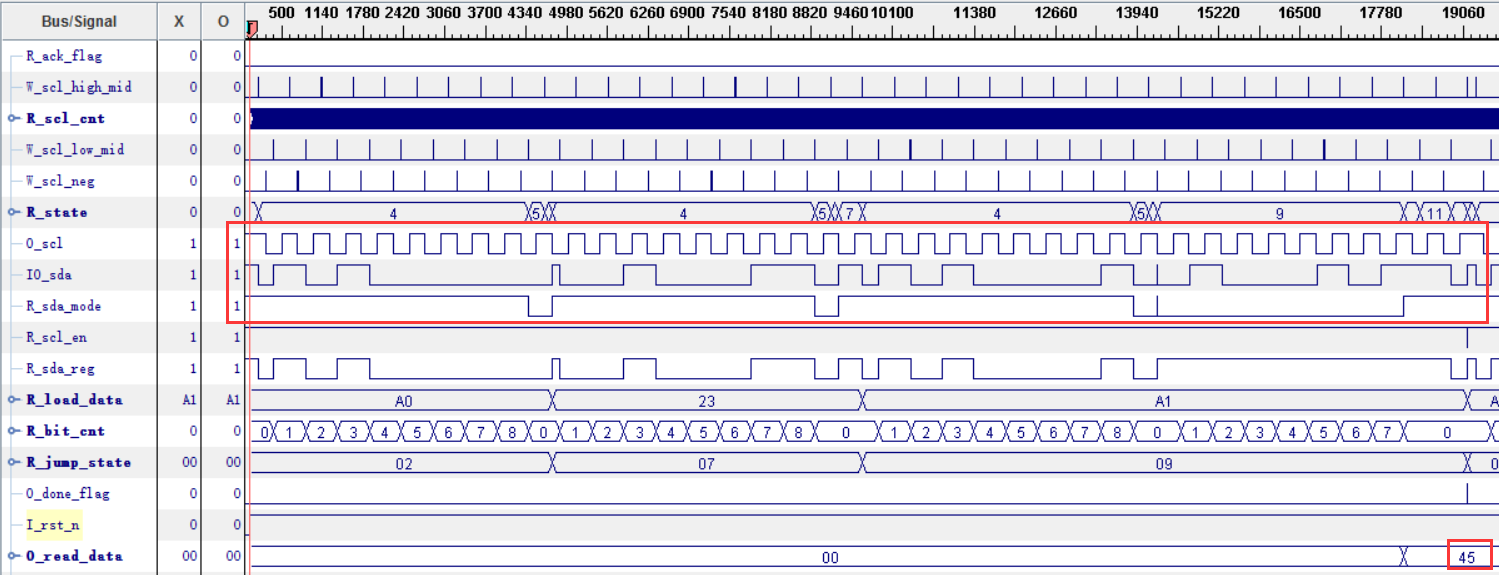 Bus/Signal X O 500 1140 1780 2420 3060 3700 4340 4980 5620 6260 6900 7540 8180 8820 9460 10100 11380 12660 13940 15220 16500 17780 19060
R_ack_flag 0 0
W_scl_high_mid 0 0
R_scl_cnt 0 0
W_scl_low_mid 0 0
W_scl_neg 0 0
R_state 0 0 4 5 4 5 7 4 5 9 11
O_scl 1 1
IO_sda 1 1
R_sda_mode 1 1
R_scl_en 1 1
R_sda_reg 1 1
R_load_data A1 A1 A0 23 A1 A
R_bit_cnt 0 0 0 1 2 3 4 5 6 7 8 0 1 2 3 4 5 6 7 8 0 1 2 3 4 5 6 7 8 0 1 2 3 4 5 6 7 0
R_jump_state 00 00 02 07 09 0
O_done_flag 0 0
I_rst_n 0 0
O_read_data 00 00 00 45